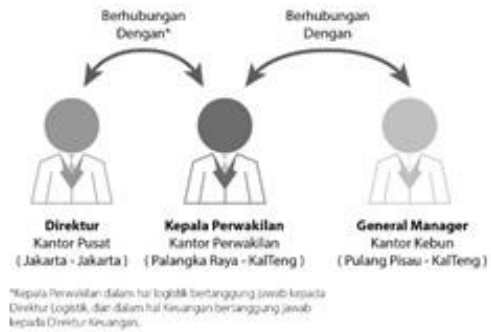 Berhubungan
Dengan*
Berhubungan
Dengan
Direktur
Kantor Pusat
( Jakarta - Jakarta )
Kepala Perwakilan
Kantor Perwakilan
( Palangka Raya - KalTeng )
General Manager
Kantor Kebun
( Pulang Pisau - KalTeng )
*Kepala Perwakilan dalam hal logistik bertanggung jawab kepada
Direktur Logistik, dan dalam hal Keuangan bertanggung jawab
kepada Direktur Keuangan.